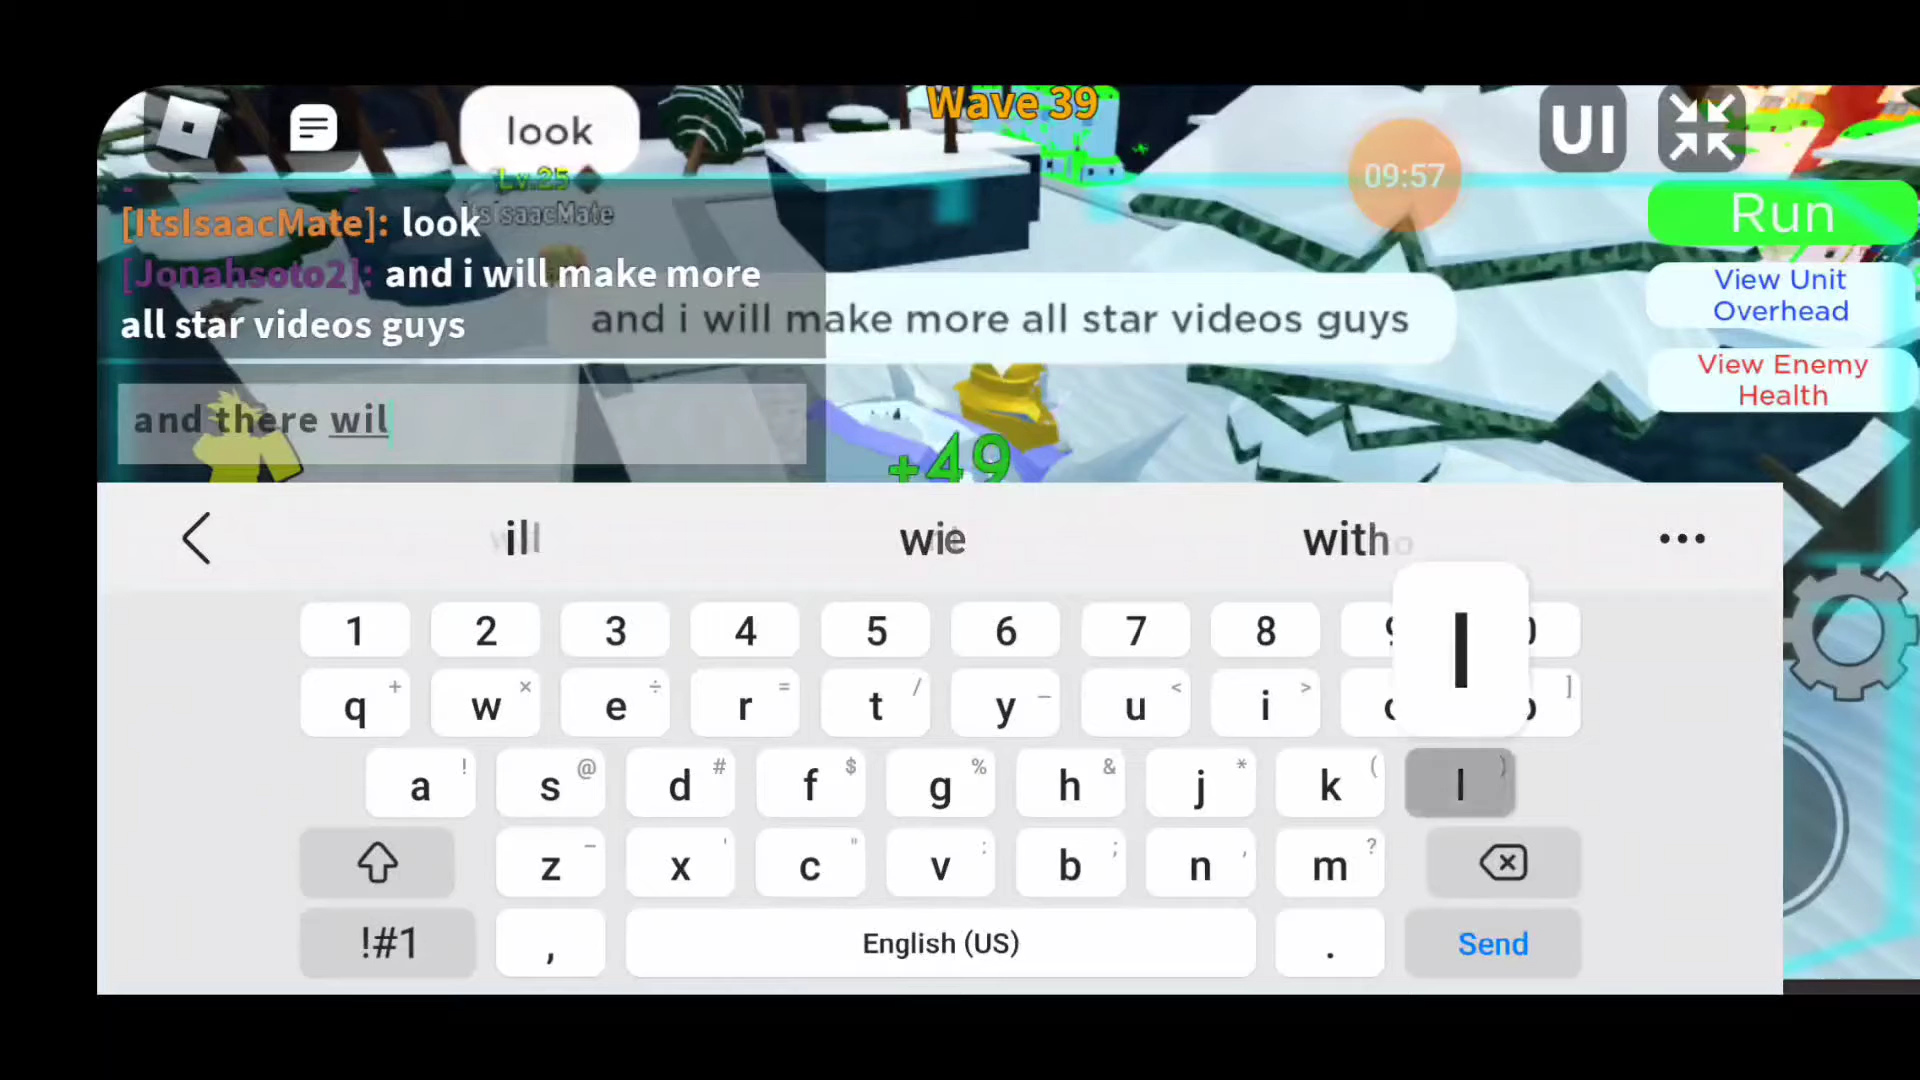 look
Wave 39
UI
09:57
Lv.25
ItsIsaacMate
[ItsIsaacMate]: look
[Jonahsoto2]: and i will make more
all star videos guys
and i will make more all star videos guys
Run
View Unit
Overhead
View Enemy
Health
and there wil
+49
ill
wie
with
1 2 3 4 5 6 7 8
l
q + w × e ÷ r = t / y _ u < i > ]
a ! s @ d # f $ g % h & j * k ( l )
z - x ' c " v : b ; n , m ?
!#1 , English (US) . Send